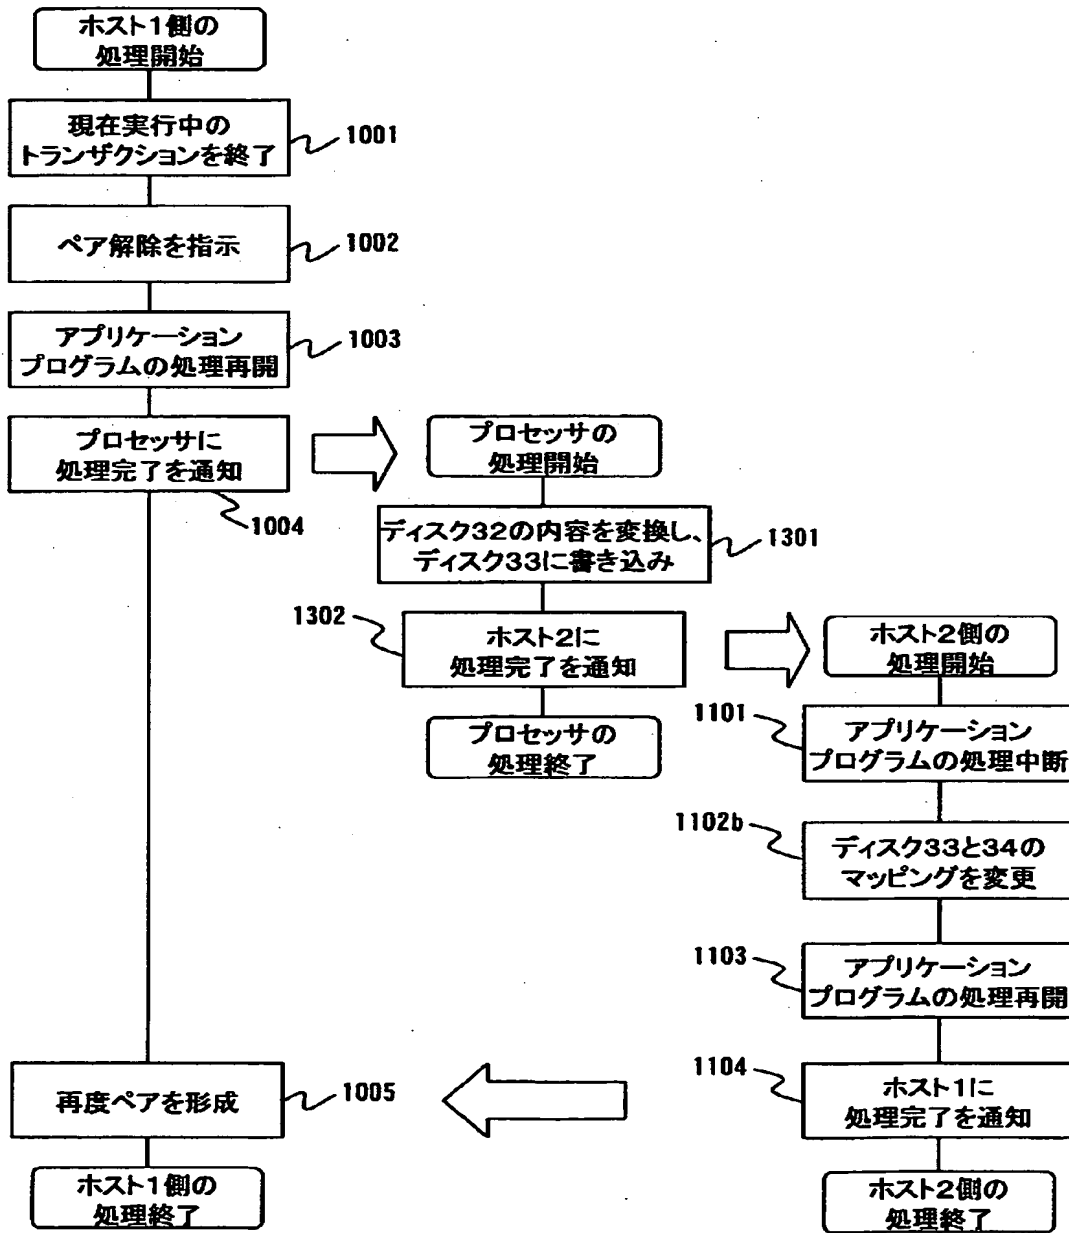 ホスト1側の
処理開始
現在実行中の
トランザクションを終了
1001
ペア解除を指示
1002
アプリケーション
プログラムの処理再開
1003
プロセッサに
処理完了を通知
1004
プロセッサの
処理開始
ディスク32の内容を変換し、
ディスク33に書き込み
1301
1302
ホスト2に
処理完了を通知
プロセッサの
処理終了
ホスト2側の
処理開始
1101
アプリケーション
プログラムの処理中断
1102b
ディスク33と34の
マッピングを変更
1103
アプリケーション
プログラムの処理再開
1104
ホスト1に
処理完了を通知
ホスト2側の
処理終了
再度ペアを形成
1005
ホスト1側の
処理終了